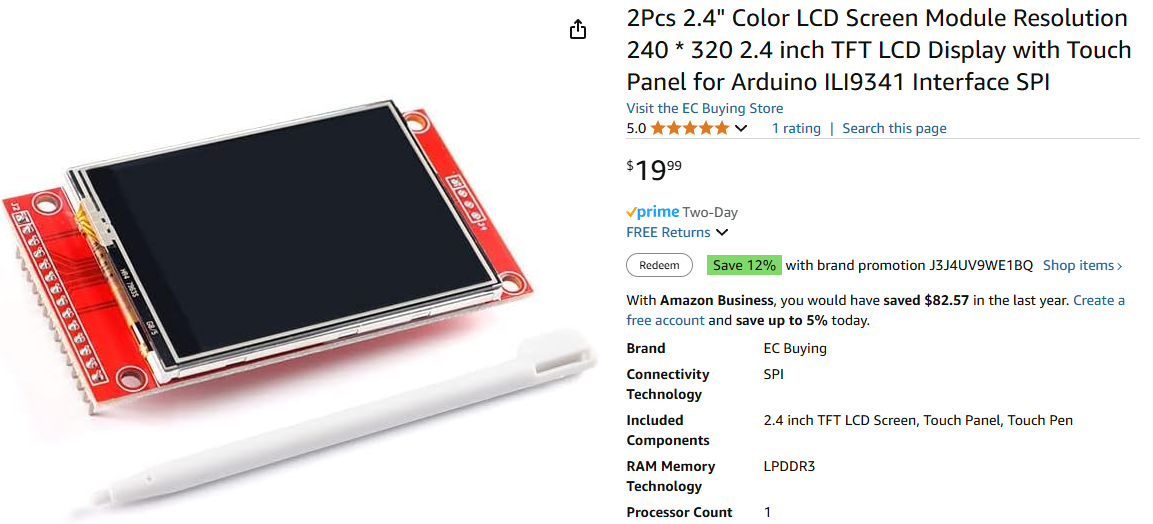 2Pcs 2.4" Color LCD Screen Module Resolution
240 * 320 2.4 inch TFT LCD Display with Touch
Panel for Arduino ILI9341 Interface SPI
Visit the EC Buying Store
5.0
1 rating | Search this page
$19.99
prime Two-Day
FREE Returns
Redeem Save 12% with brand promotion J3J4UV9WE1BQ Shop items ›
With Amazon Business, you would have saved $82.57 in the last year. Create a
free account and save up to 5% today.
Brand EC Buying
Connectivity SPI
Technology
Included 2.4 inch TFT LCD Screen, Touch Panel, Touch Pen
Components
RAM Memory LPDDR3
Technology
Processor Count 1
J2
J4